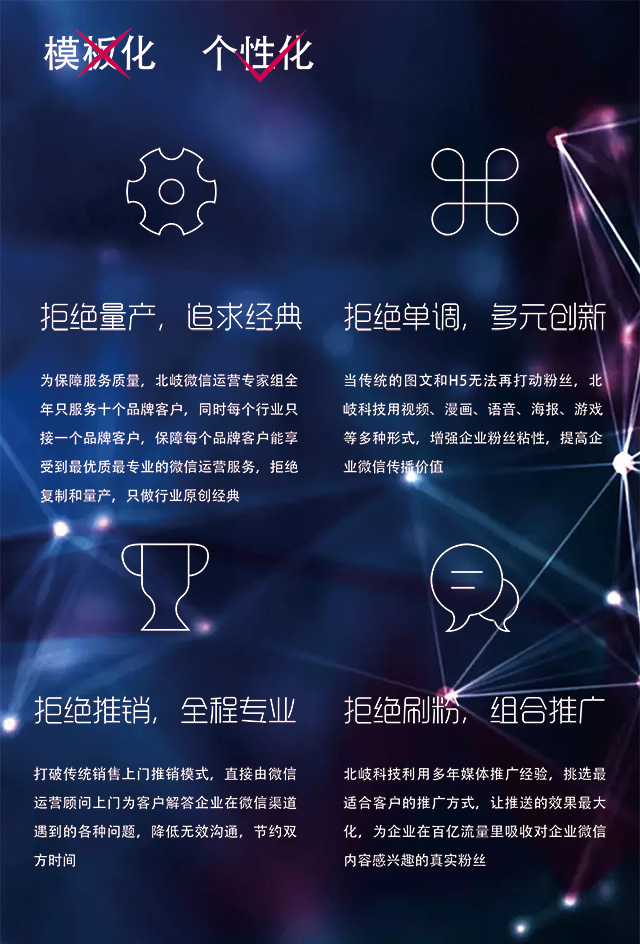 模板化 个性化
拒绝量产，追求经典
为保障服务质量，北岐微信运营专家组全
年只服务十个品牌客户，同时每个行业只
接一个品牌客户，保障每个品牌客户能享
受到最优质最专业的微信运营服务，拒绝
复制和量产，只做行业原创经典
拒绝单调，多元创新
当传统的图文和H5无法再打动粉丝，北
岐科技用视频、漫画、语音、海报、游戏
等多种形式，增强企业粉丝粘性，提高企
业微信传播价值
拒绝推销，全程专业
打破传统销售上门推销模式，直接由微信
运营顾问上门为客户解答企业在微信渠道
遇到的各种问题，降低无效沟通，节约双
方时间
拒绝刷粉，组合推广
北岐科技利用多年媒体推广经验，挑选最
适合客户的推广方式，让推送的效果最大
化，为企业在百亿流量里吸收对企业微信
内容感兴趣的真实粉丝